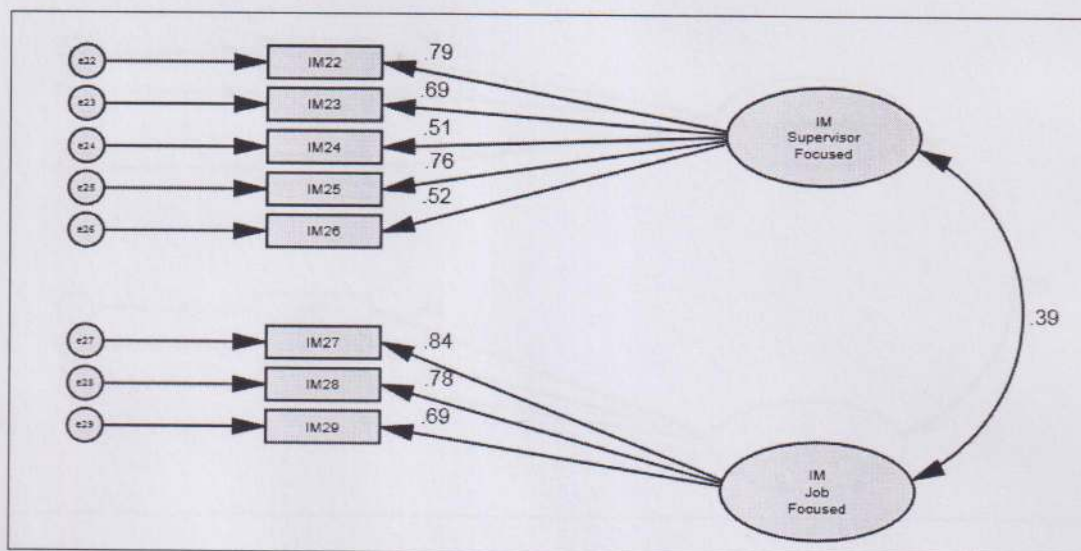 e22 IM22 .79
e23 IM23 .69
e24 IM24 .51
e25 IM25 .76
e26 IM26 .52
IM
Supervisor
Focused
.39
e27 IM27 .84
e28 IM28 .78
e29 IM29 .69
IM
Job
Focused